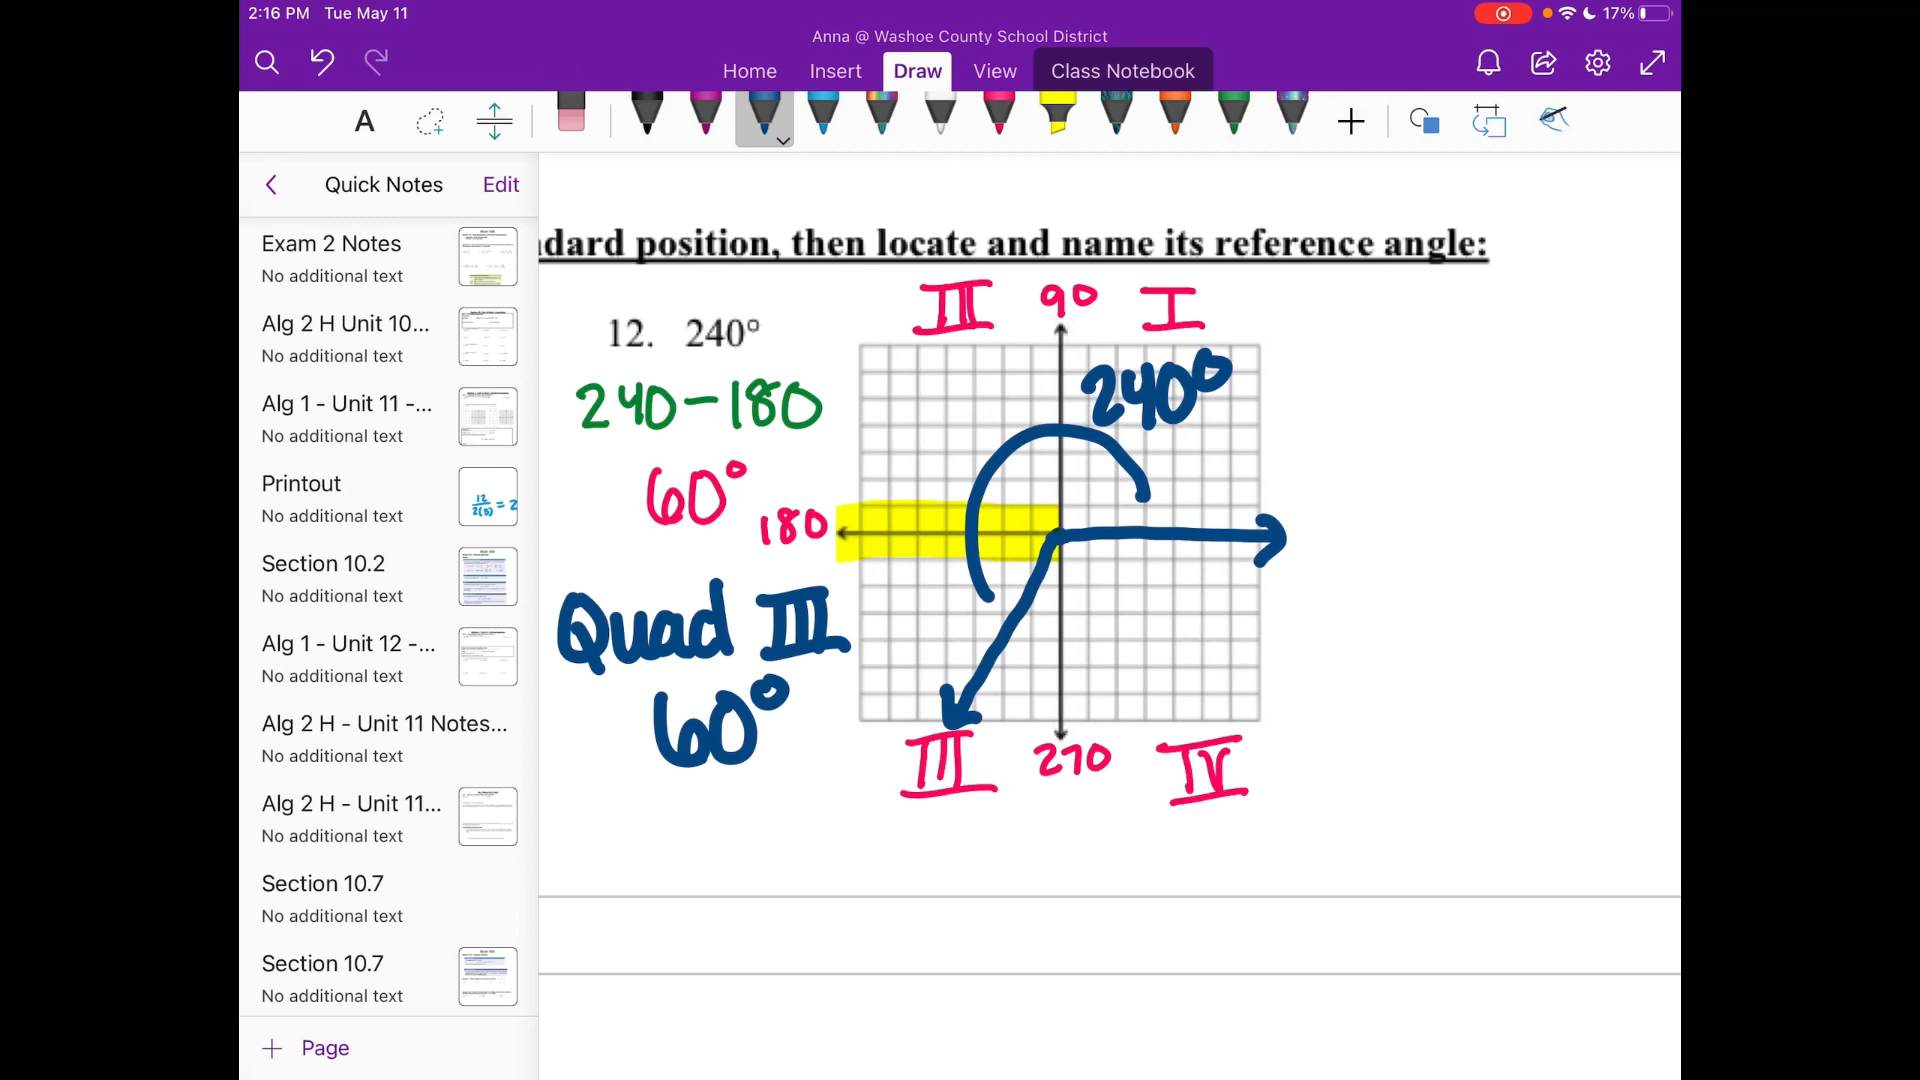 2:16 PM Tue May 11
17%
Anna @ Washoe County School District
Home Insert Draw View Class Notebook
A
Quick Notes Edit
Exam 2 Notes
No additional text
Alg 2 H Unit 10...
No additional text
Alg 1 - Unit 11 -...
No additional text
Printout
No additional text
12/2(3) = 2
Section 10.2
No additional text
Alg 1 - Unit 12 -...
No additional text
Alg 2 H - Unit 11 Notes...
No additional text
Alg 2 H - Unit 11...
No additional text
Section 10.7
No additional text
Section 10.7
No additional text
+ Page
dard position, then locate and name its reference angle:
12. 240°
240-180
60°
180
Quad III
60°
III 90 I
240°
III 270 IV